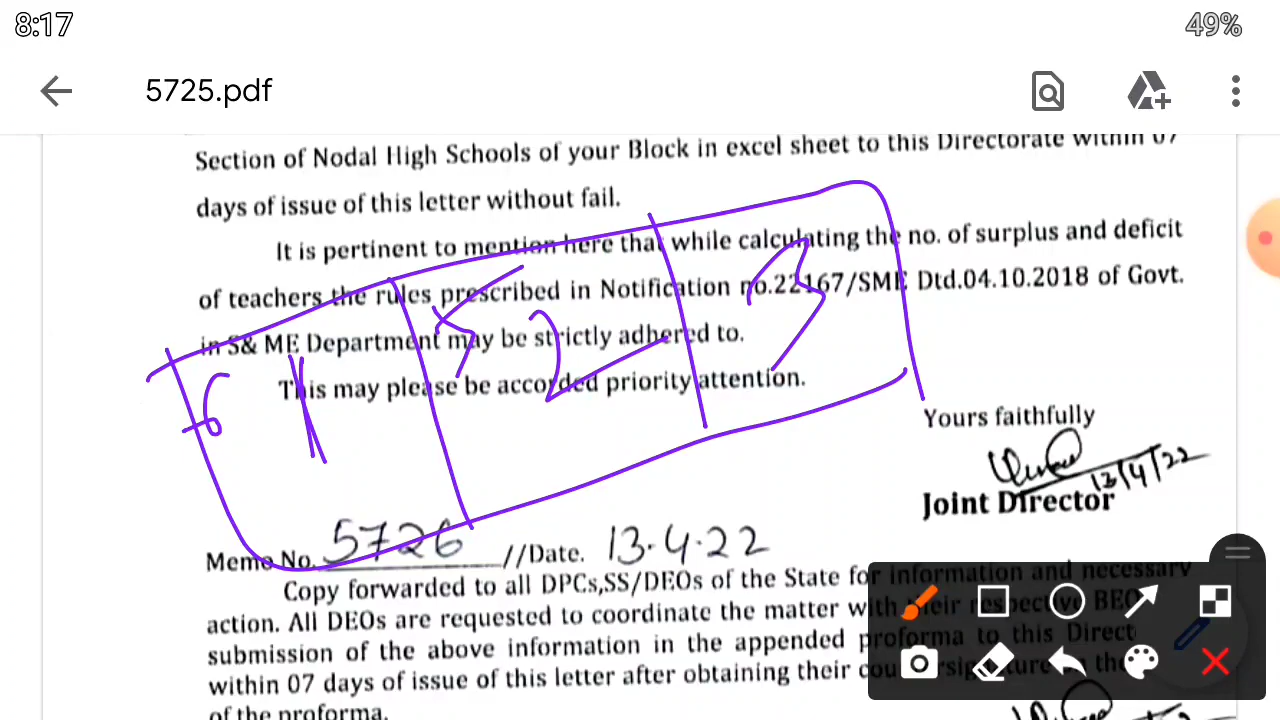 8:17 49%
5725.pdf
Section of Nodal High Schools of your Block in excel sheet to this Directorate within 07
days of issue of this letter without fail.
It is pertinent to mention here that while calculating the no. of surplus and deficit
of teachers the rules prescribed in Notification no.22167/SME Dtd.04.10.2018 of Govt.
in S& ME Department may be strictly adhered to.
This may please be accorded priority attention.
6 1 5 2 3
Yours faithfully
13/4/22
Joint Director
Memo No. 5726 //Date. 13.4.22
Copy forwarded to all DPCs,SS/DEOs of the State for information and necessary
action. All DEOs are requested to coordinate the matter with their respective BEO
submission of the above information in the appended proforma to this Direct
within 07 days of issue of this letter after obtaining their the
of the proforma.